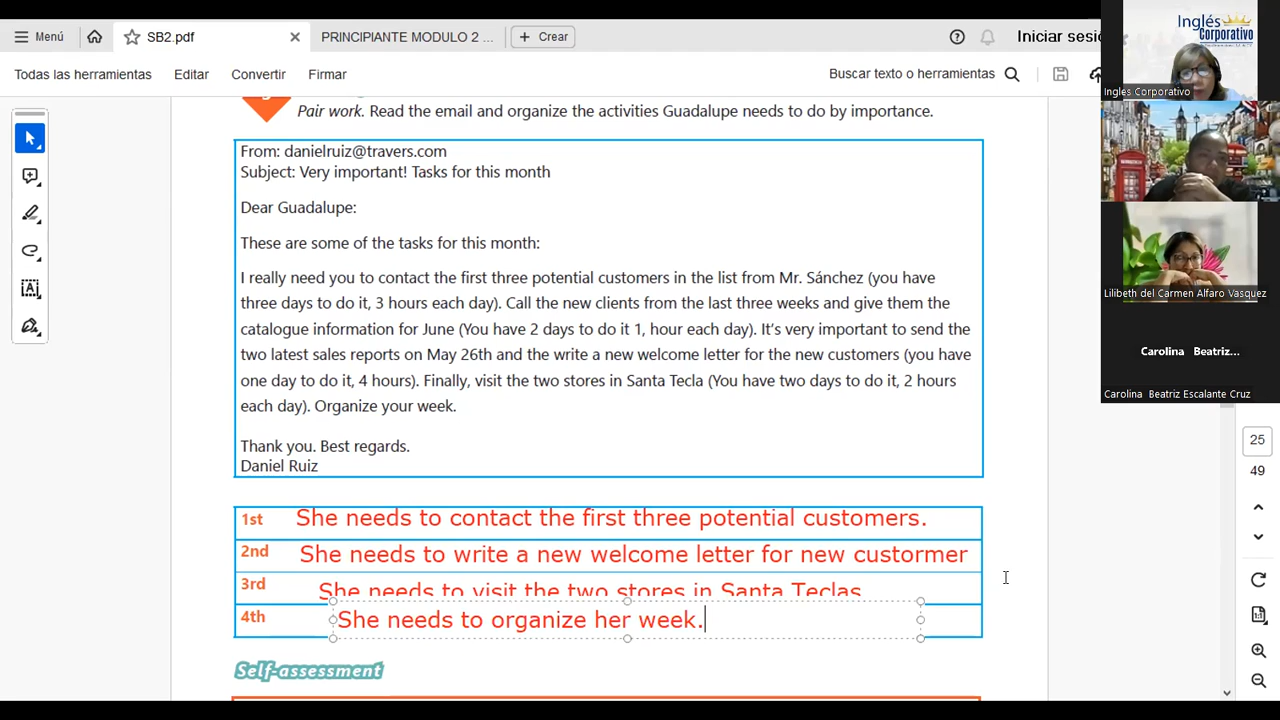 Menú
SB2.pdf
PRINCIPIANTE MODULO 2 ...
Crear
Iniciar sesió
Todas las herramientas
Editar
Convertir
Firmar
Buscar texto o herramientas
Pair work. Read the email and organize the activities Guadalupe needs to do by importance.
From: danielruiz@travers.com
Subject: Very important! Tasks for this month
Dear Guadalupe:
These are some of the tasks for this month:
I really need you to contact the first three potential customers in the list from Mr. Sánchez (you have
three days to do it, 3 hours every day). Call the new clients from the last three weeks and give them the
catalogue information for June (You have 2 days to do it 1, hour each day). It's very important to send the
two latest sales reports on May 26th and the write a new welcome letter for the new customers (you have
one day to do it, 4 hours). Finally, visit the two stores in Santa Tecla (You have two days to do it, 2 hours
each day). Organize your week.
Thank you. Best regards.
Daniel Ruiz
1st She needs to contact the first three potential customers.
2nd She needs to write a new welcome letter for new custormer
3rd She needs to visit the two stores in Santa Teclas
4th She needs to organize her week.
Self-assessment
Inglés
Corporativo
Ingles Corporativo
Lilibeth del Carmen Alfaro Vasquez
Carolina Beatriz...
Carolina Beatriz Escalante Cruz
25
49